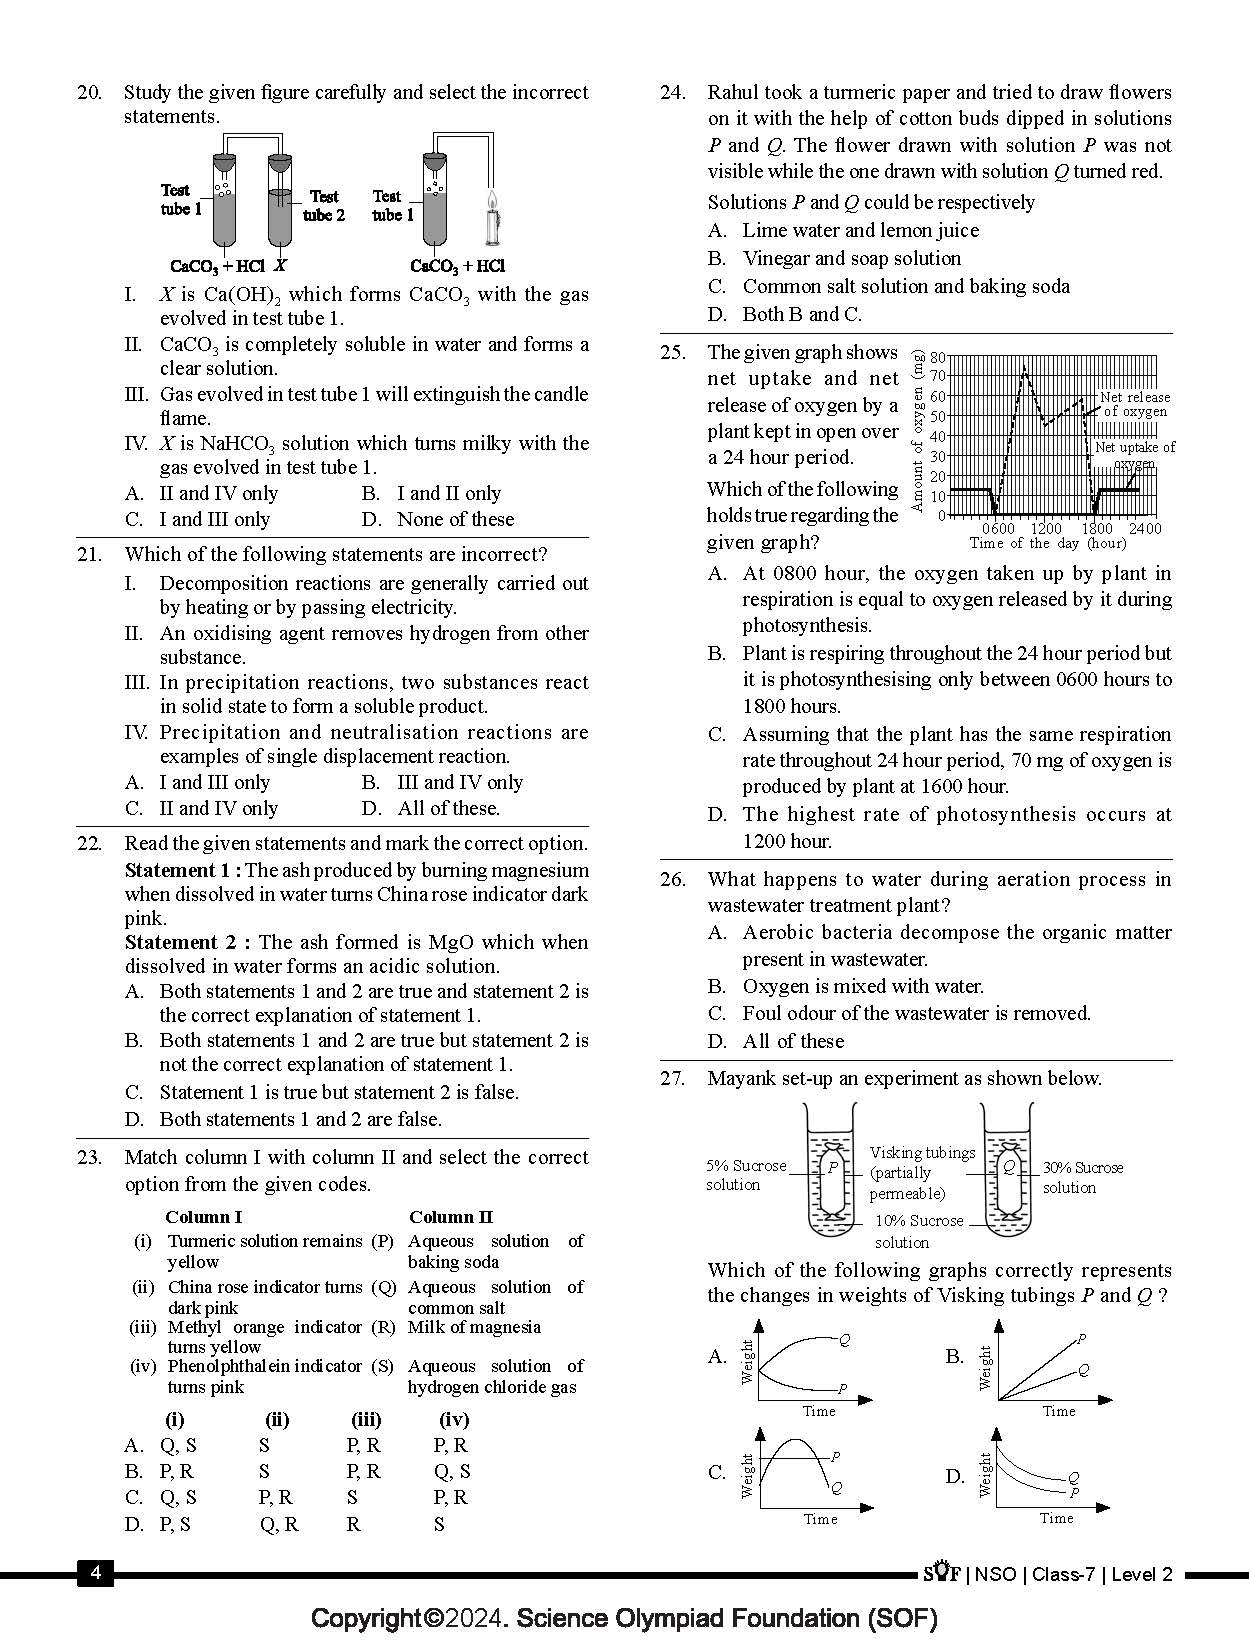 20. Study the given figure carefully and select the incorrect
statements.
Test
tube 1
Test
tube 2
Test
tube 1
CaCO3 + HCl X
CaCO3 + HCl
I. X is Ca(OH)2 which forms CaCO3 with the gas
evolved in test tube 1.
II. CaCO3 is completely soluble in water and forms a
clear solution.
III. Gas evolved in test tube 1 will extinguish the candle
flame.
IV. X is NaHCO3 solution which turns milky with the
gas evolved in test tube 1.
A. II and IV only B. I and II only
C. I and III only D. None of these
21. Which of the following statements are incorrect?
I. Decomposition reactions are generally carried out
by heating or by passing electricity.
II. An oxidising agent removes hydrogen from other
substance.
III. In precipitation reactions, two substances react
in solid state to form a soluble product.
IV. Precipitation and neutralisation reactions are
examples of single displacement reaction.
A. I and III only B. III and IV only
C. II and IV only D. All of these.
22. Read the given statements and mark the correct option.
Statement 1 : The ash produced by burning magnesium
when dissolved in water turns China rose indicator dark
pink.
Statement 2 : The ash formed is MgO which when
dissolved in water forms an acidic solution.
A. Both statements 1 and 2 are true and statement 2 is
the correct explanation of statement 1.
B. Both statements 1 and 2 are true but statement 2 is
not the correct explanation of statement 1.
C. Statement 1 is true but statement 2 is false.
D. Both statements 1 and 2 are false.
23. Match column I with column II and select the correct
option from the given codes.
Column I Column II
(i) Turmeric solution remains (P) Aqueous solution of
yellow baking soda
(ii) China rose indicator turns (Q) Aqueous solution of
dark pink common salt
(iii) Methyl orange indicator (R) Milk of magnesia
turns yellow
(iv) Phenolphthalein indicator (S) Aqueous solution of
turns pink hydrogen chloride gas
(i) (ii) (iii) (iv)
A. Q, S S P, R P, R
B. P, R S P, R Q, S
C. Q, S P, R S P, R
D. P, S Q, R R S
24. Rahul took a turmeric paper and tried to draw flowers
on it with the help of cotton buds dipped in solutions
P and Q. The flower drawn with solution P was not
visible while the one drawn with solution Q turned red.
Solutions P and Q could be respectively
A. Lime water and lemon juice
B. Vinegar and soap solution
C. Common salt solution and baking soda
D. Both B and C.
25. The given graph shows
net uptake and net
release of oxygen by a
plant kept in open over
a 24 hour period.
Which of the following
holds true regarding the
given graph?
Amount of oxygen (mg)
80
70
60
50
40
30
20
10
0
Net release
of oxygen
Net uptake of
oxygen
0600 1200 1800 2400
Time of the day (hour)
A. At 0800 hour, the oxygen taken up by plant in
respiration is equal to oxygen released by it during
photosynthesis.
B. Plant is respiring throughout the 24 hour period but
it is photosynthesising only between 0600 hours to
1800 hours.
C. Assuming that the plant has the same respiration
rate throughout 24 hour period, 70 mg of oxygen is
produced by plant at 1600 hour.
D. The highest rate of photosynthesis occurs at
1200 hour.
26. What happens to water during aeration process in
wastewater treatment plant?
A. Aerobic bacteria decompose the organic matter
present in wastewater.
B. Oxygen is mixed with water.
C. Foul odour of the wastewater is removed.
D. All of these
27. Mayank set-up an experiment as shown below.
5% Sucrose
solution
P
Visking tubings
(partially
permeable)
Q
30% Sucrose
solution
10% Sucrose
solution
Which of the following graphs correctly represents
the changes in weights of Visking tubings P and Q ?
A. Weight Q P Time
B. Weight P Q Time
C. Weight P Q Time
D. Weight Q P Time
4
SOF | NSO | Class-7 | Level 2
Copyright©2024. Science Olympiad Foundation (SOF)